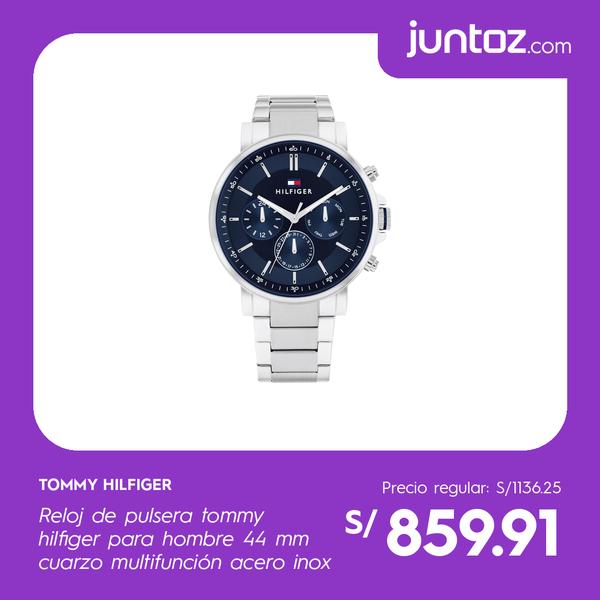 juntoz.com
HILFIGER
TOMMY HILFIGER
Reloj de pulsera tommy
hilfiger para hombre 44 mm
cuarzo multifunción acero inox
Precio regular: S/1136.25
S/ 859.91